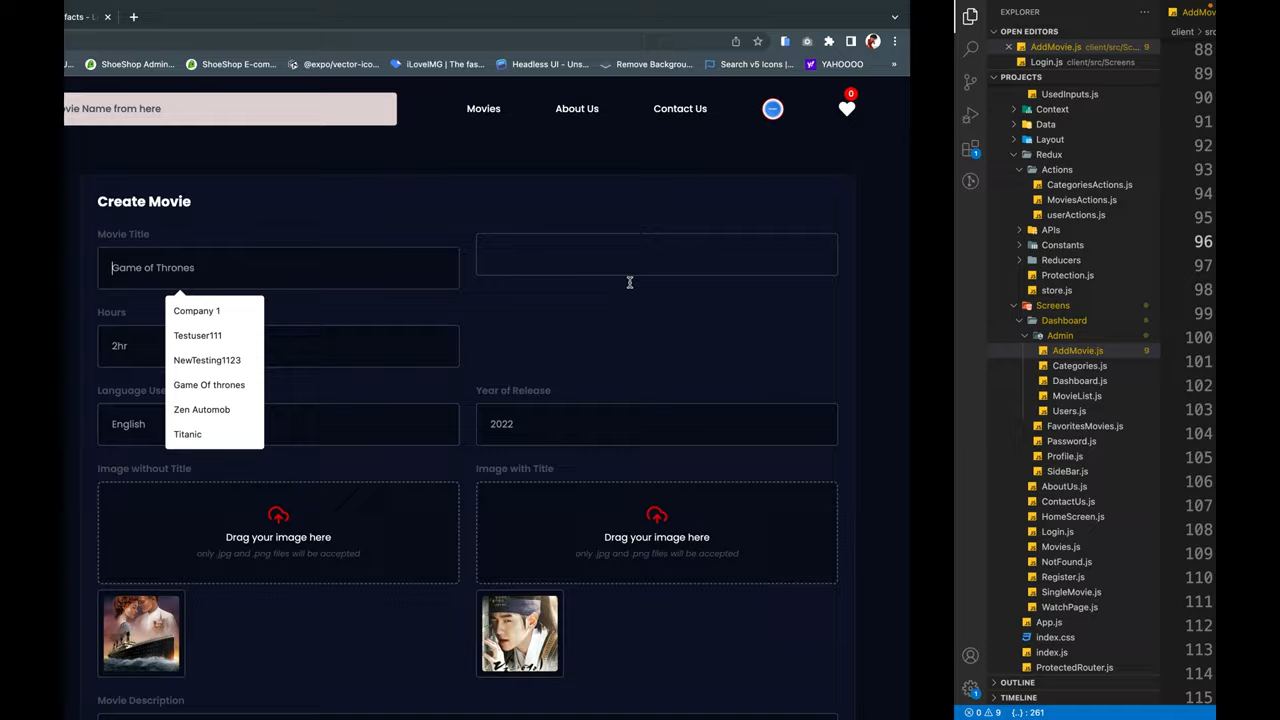 facts - L
ShoeShop Admin...
ShoeShop E-com...
@expo/vector-ico...
iLoveIMG | The fas...
Headless UI - Uns...
Remove Backgrou...
Search v5 Icons | ...
YAHOOOO
»
ovie Name from here
Movies
About Us
Contact Us
0
Create Movie
Movie Title
Game of Thrones
Company 1
Testuser111
NewTesting1123
Game Of thrones
Zen Automob
Titanic
Hours
2hr
Language Use
Year of Release
English
2022
Image without Title
Image with Title
Drag your image here
only .jpg and .png files will be accepted
Drag your image here
only .jpg and .png files will be accepted
Movie Description
EXPLORER
OPEN EDITORS
AddMovie.js client/src/Sc... 9
Login.js client/src/Screens
PROJECTS
UsedInputs.js
Context
Data
Layout
Redux
Actions
CategoriesActions.js
MoviesActions.js
userActions.js
APIs
Constants
Reducers
Protection.js
store.js
Screens
Dashboard
Admin
AddMovie.js 9
Categories.js
Dashboard.js
MovieList.js
Users.js
FavoritesMovies.js
Password.js
Profile.js
SideBar.js
AboutUs.js
ContactUs.js
HomeScreen.js
Login.js
Movies.js
NotFound.js
Register.js
SingleMovie.js
WatchPage.js
App.js
index.css
index.js
ProtectedRouter.js
OUTLINE
TIMELINE
1
1
0 9 {..} : 261
AddMov
client > src
88
89
90
91
92
93
94
95
96
97
98
99
100
101
102
103
104
105
106
107
108
109
110
111
112
113
114
115